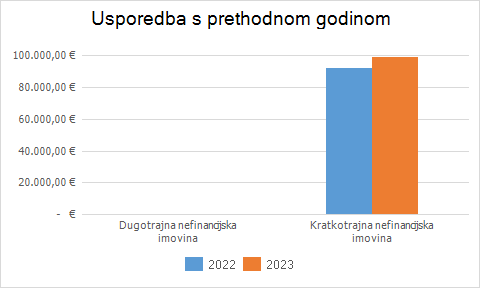 Usporedba s prethodnom godinom
100.000,00 €
80.000,00 €
60.000,00 €
40.000,00 €
20.000,00 €
- €
Dugotrajna nefinancijska
imovina
Kratkotrajna nefinancijska
imovina
2022 2023